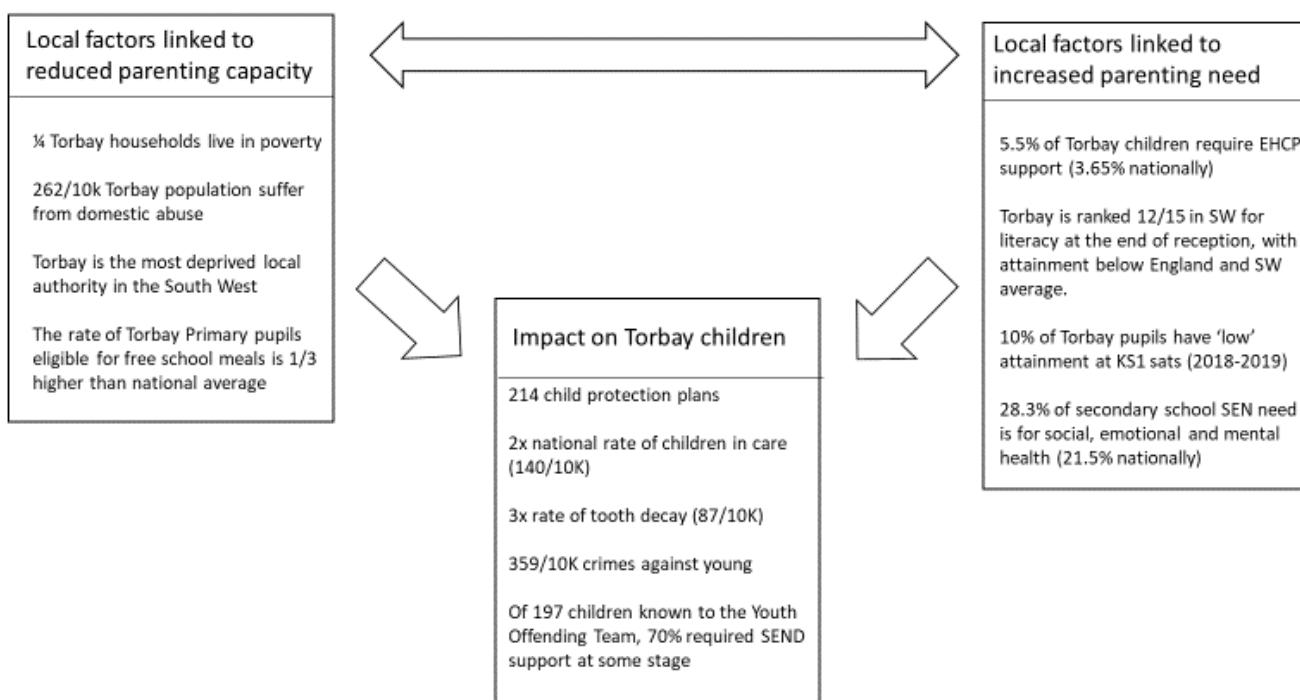 Local factors linked to
reduced parenting capacity
¼ Torbay households live in poverty
262/10k Torbay population suffer
from domestic abuse
Torbay is the most deprived local
authority in the South West
The rate of Torbay Primary pupils
eligible for free school meals is 1/3
higher than national average
Local factors linked to
increased parenting need
5.5% of Torbay children require EHCP
support (3.65% nationally)
Torbay is ranked 12/15 in SW for
literacy at the end of reception, with
attainment below England and SW
average.
10% of Torbay pupils have ‘low’
attainment at KS1 sats (2018-2019)
28.3% of secondary school SEN need
is for social, emotional and mental
health (21.5% nationally)
Impact on Torbay children
214 child protection plans
2x national rate of children in care
(140/10K)
3x rate of tooth decay (87/10K)
359/10K crimes against young
Of 197 children known to the Youth
Offending Team, 70% required SEND
support at some stage